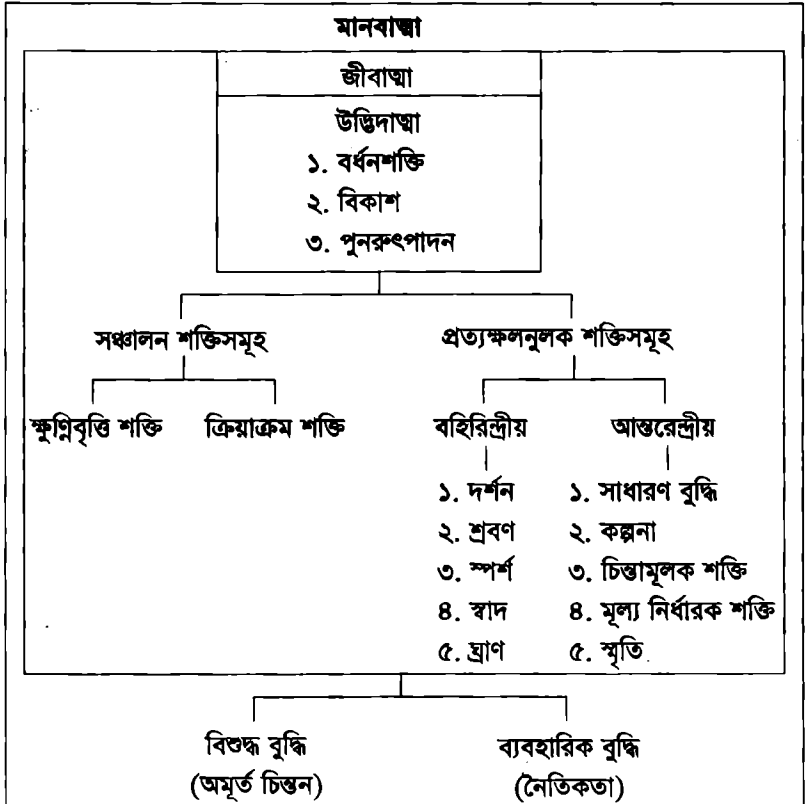 মানবাত্মা
জীবাত্মা
উদ্ভিদাত্মা
১. বর্ধনশক্তি
২. বিকাশ
৩. পুনরুৎপাদন
সঞ্চালন শক্তিসমূহ
প্রত্যক্ষলনুলক শক্তিসমূহ
ক্ষুণ্নিবৃত্তি শক্তি
ক্রিয়াক্রম শক্তি
বহিরিন্দ্রীয়
১. দর্শন
২. শ্রবণ
৩. স্পর্শ
৪. স্বাদ
৫. ঘ্রাণ
আন্তরেন্দ্রীয়
১. সাধারণ বুদ্ধি
২. কল্পনা
৩. চিন্তামূলক শক্তি
৪. মূল্য নির্ধারক শক্তি
৫. স্মৃতি
বিশুদ্ধ বুদ্ধি
(অমূর্ত চিন্তন)
ব্যবহারিক বুদ্ধি
(নৈতিকতা)